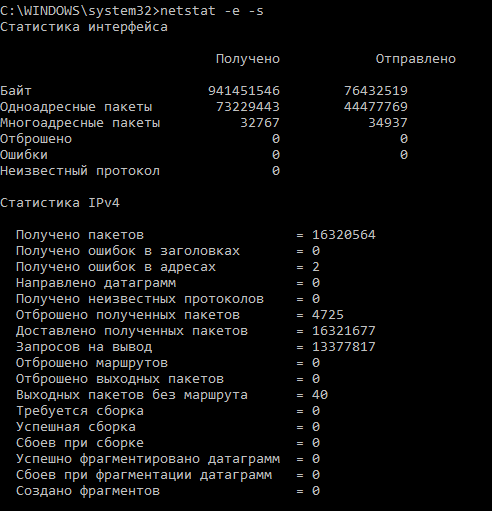 C:\WINDOWS\system32>netstat -e -s
Статистика интерфейса
Получено Отправлено
Байт 941451546 76432519
Одноадресные пакеты 73229443 44477769
Многоадресные пакеты 32767 34937
Отброшено 0 0
Ошибки 0 0
Неизвестный протокол 0
Статистика IPv4
Получено пакетов = 16320564
Получено ошибок в заголовках = 0
Получено ошибок в адресах = 2
Направлено датаграмм = 0
Получено неизвестных протоколов = 0
Отброшено полученных пакетов = 4725
Доставлено полученных пакетов = 16321677
Запросов на вывод = 13377817
Отброшено маршрутов = 0
Отброшено выходных пакетов = 0
Выходных пакетов без маршрута = 40
Требуется сборка = 0
Успешная сборка = 0
Сбоев при сборке = 0
Успешно фрагментировано датаграмм = 0
Сбоев при фрагментации датаграмм = 0
Создано фрагментов = 0